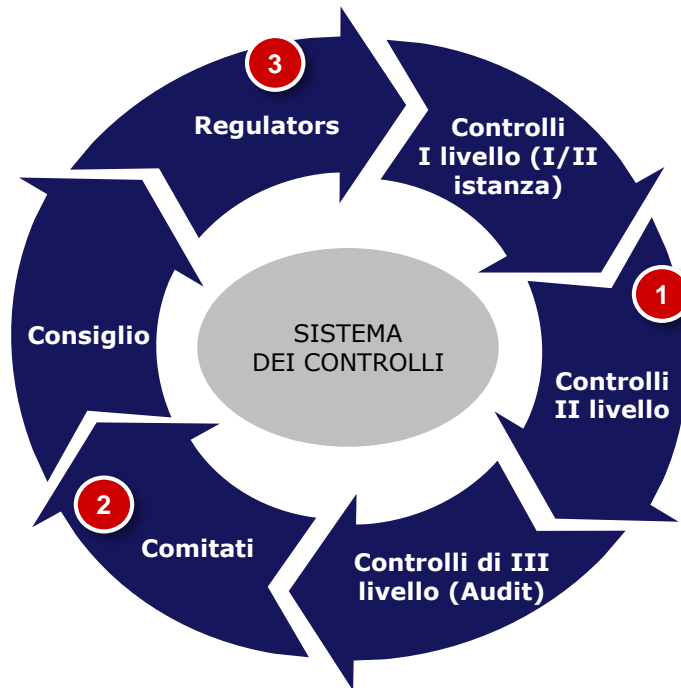 3
Regulators
Controlli
I livello (I/II
istanza)
1
Controlli
II livello
Controlli di III
livello (Audit)
2
Comitati
Consiglio
SISTEMA
DEI CONTROLLI